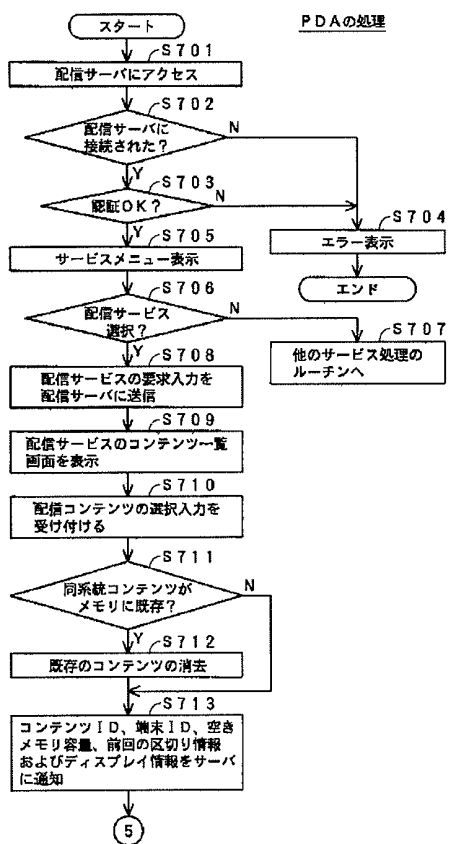 PDAの処理
スタート
S701
配信サーバにアクセス
S702
配信サーバに
接続された?
N
Y
S703
認証OK?
N
Y
S704
エラー表示
エンド
S705
サービスメニュー表示
S706
配信サービス
選択?
N
Y
S707
他のサービス処理の
ルーチンへ
S708
配信サービスの要求入力を
配信サーバに送信
S709
配信サービスのコンテンツ一覧
画面を表示
S710
配信コンテンツの選択入力を
受け付ける
S711
同系統コンテンツが
メモリに既存?
N
Y
S712
既存のコンテンツの消去
S713
コンテンツID、端末ID、空き
メモリ容量、前回の区切り情報
およびディスプレイ情報をサーバ
に通知
5